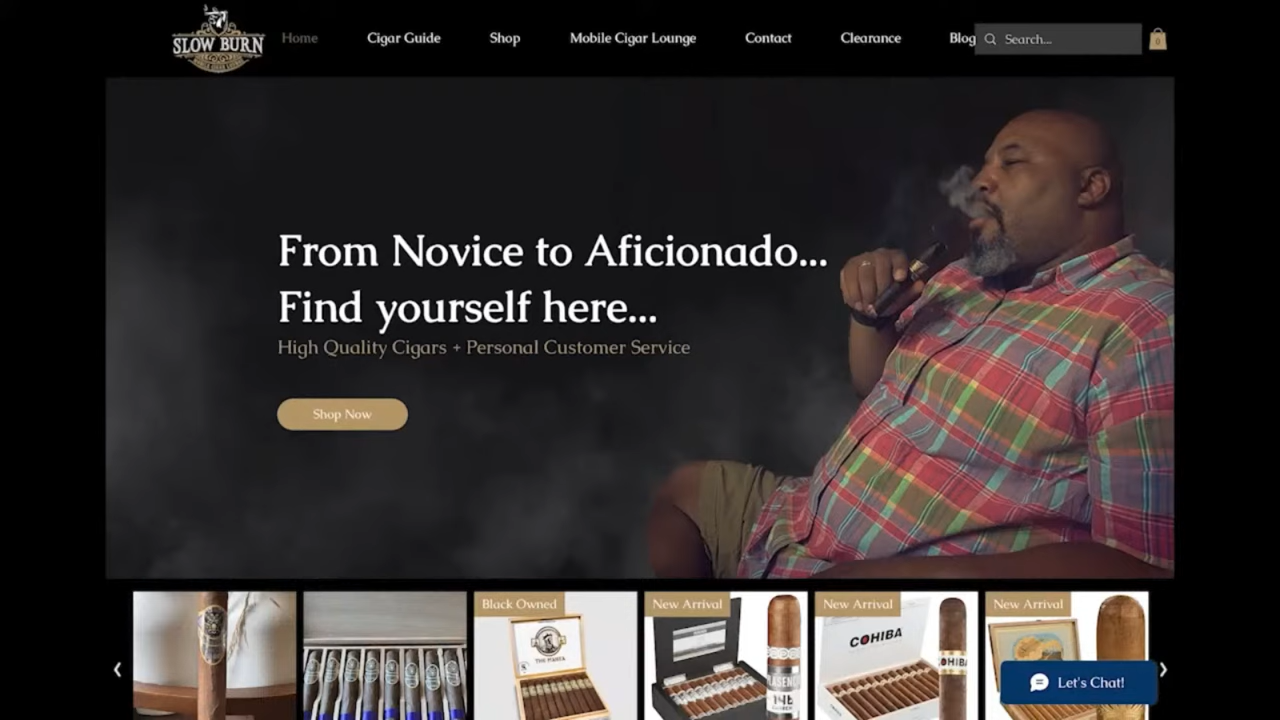 SLOW BURN
Home
Cigar Guide
Shop
Mobile Cigar Lounge
Contact
Clearance
Blog
Search...
0
From Novice to Aficionado...
Find yourself here...
High Quality Cigars + Personal Customer Service
Shop Now
Black Owned
New Arrival
New Arrival
New Arrival
COHIBA
Let's Chat!